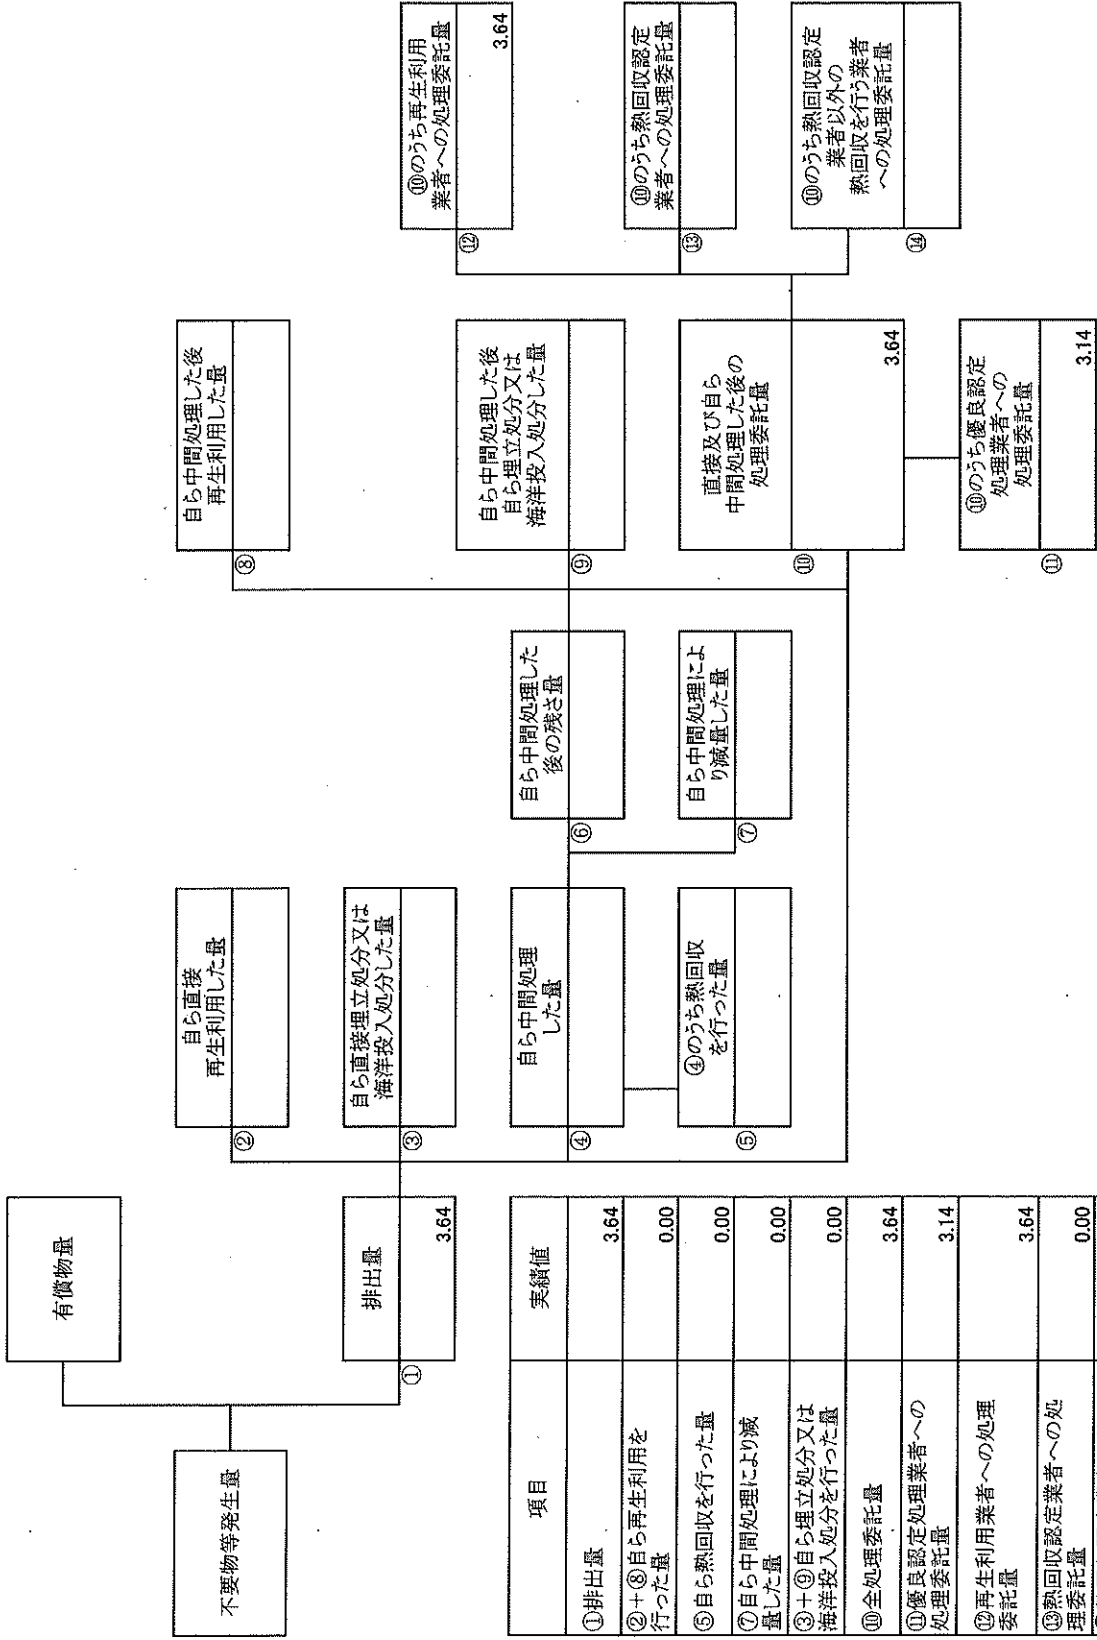 不要物等発生量
有償物量
排出量
①
3.64
自ら直接
再生利用した量
②
自ら直接埋立処分又は
海洋投入処分した量
③
自ら中間処理
した量
④
④のうち熱回収
を行った量
⑤
自ら中間処理した
後の残さ量
⑥
自ら中間処理によ
り減量した量
⑦
自ら中間処理した後
再生利用した量
⑧
自ら中間処理した後
自ら埋立処分又は
海洋投入処分した量
⑨
直接及び自ら
中間処理した後の
処理委託量
⑩
3.64
⑩のうち優良認定
処理業者への
処理委託量
⑪
3.14
⑩のうち再生利用
業者への処理委託量
⑫
3.64
⑩のうち熱回収認定
業者への処理委託量
⑬
⑩のうち熱回収認定
業者以外の
熱回収を行う業者
への処理委託量
⑭
項目 実績値
①排出量 3.64
②+⑧自ら再生利用を
行った量 0.00
⑤自ら熱回収を行った量 0.00
⑦自ら中間処理により減
量した量 0.00
③+⑨自ら埋立処分又は
海洋投入処分を行った量 0.00
⑩全処理委託量 3.64
⑪優良認定処理業者への
処理委託量 3.14
⑫再生利用業者への処理
委託量 3.64
⑬熱回収認定業者への処
理委託量 0.00